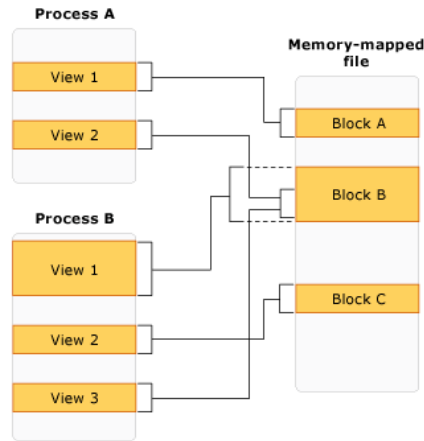 Process A
View 1
View 2
Process B
View 1
View 2
View 3
Memory-mapped
file
Block A
Block B
Block C